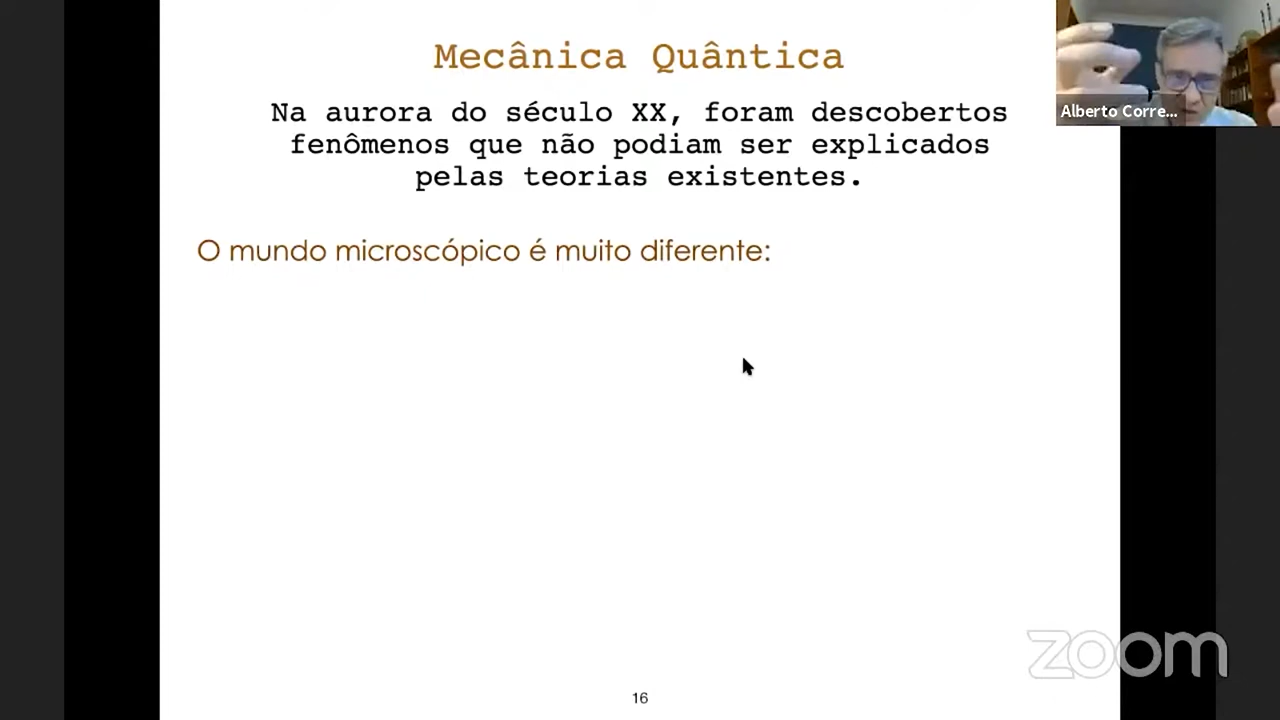 Mecânica Quântica
Na aurora do século XX, foram descobertos
fenômenos que não podiam ser explicados
pelas teorias existentes.
O mundo microscópico é muito diferente:
Alberto Corre...
zoom
16